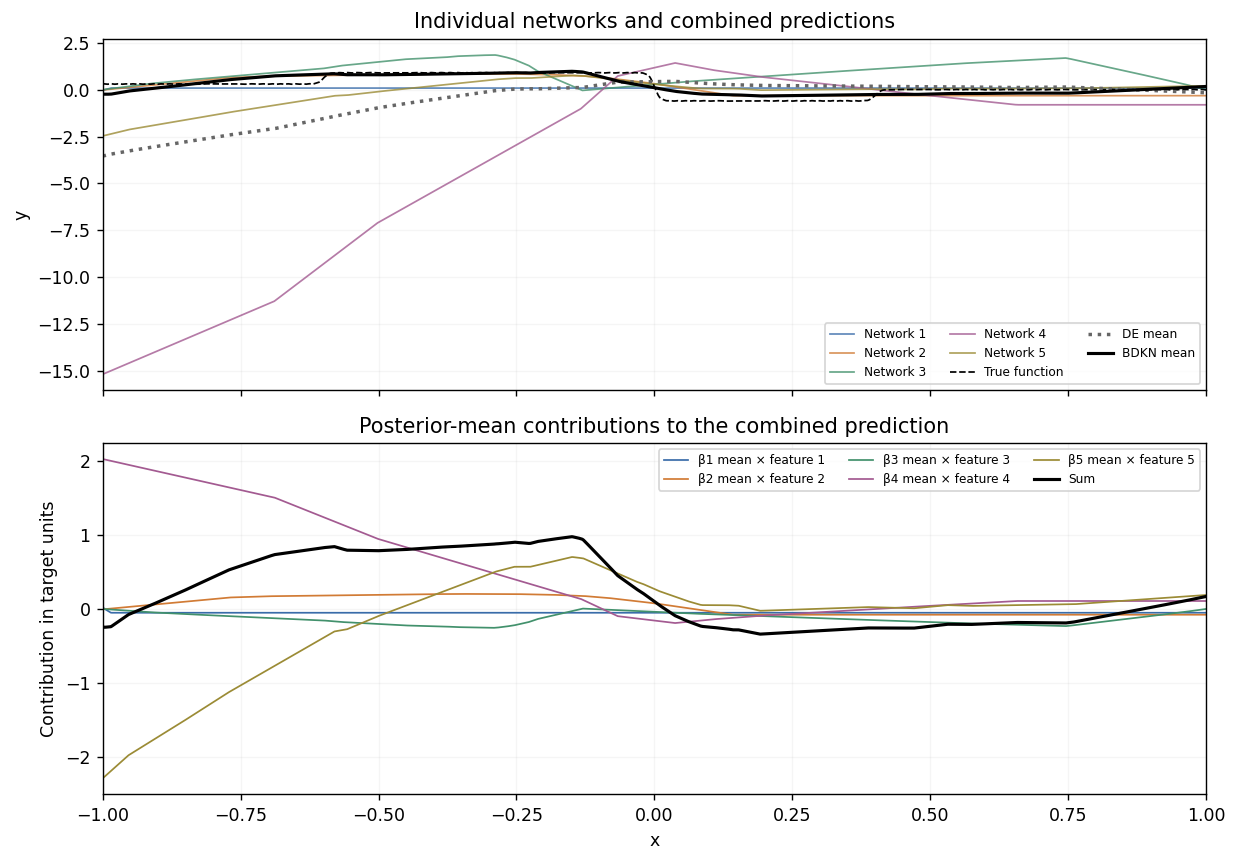 Individual networks and combined predictions
2.5
0.0
−2.5
−5.0
−7.5
−10.0
−12.5
−15.0
y
Network 1
Network 2
Network 3
Network 4
Network 5
True function
DE mean
BDKN mean
Posterior-mean contributions to the combined prediction
2
1
0
−1
−2
Contribution in target units
β1 mean × feature 1
β2 mean × feature 2
β3 mean × feature 3
β4 mean × feature 4
β5 mean × feature 5
Sum
−1.00 −0.75 −0.50 −0.25 0.00 0.25 0.50 0.75 1.00
x